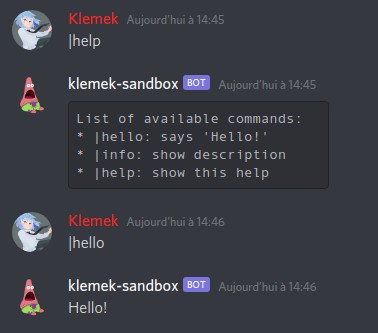 Klemek Aujourd'hui à 14:45
|help
klemek-sandbox BOT Aujourd'hui à 14:45
List of available commands:
* |hello: says 'Hello!'
* |info: show description
* |help: show this help
Klemek Aujourd'hui à 14:46
|hello
klemek-sandbox BOT Aujourd'hui à 14:46
Hello!